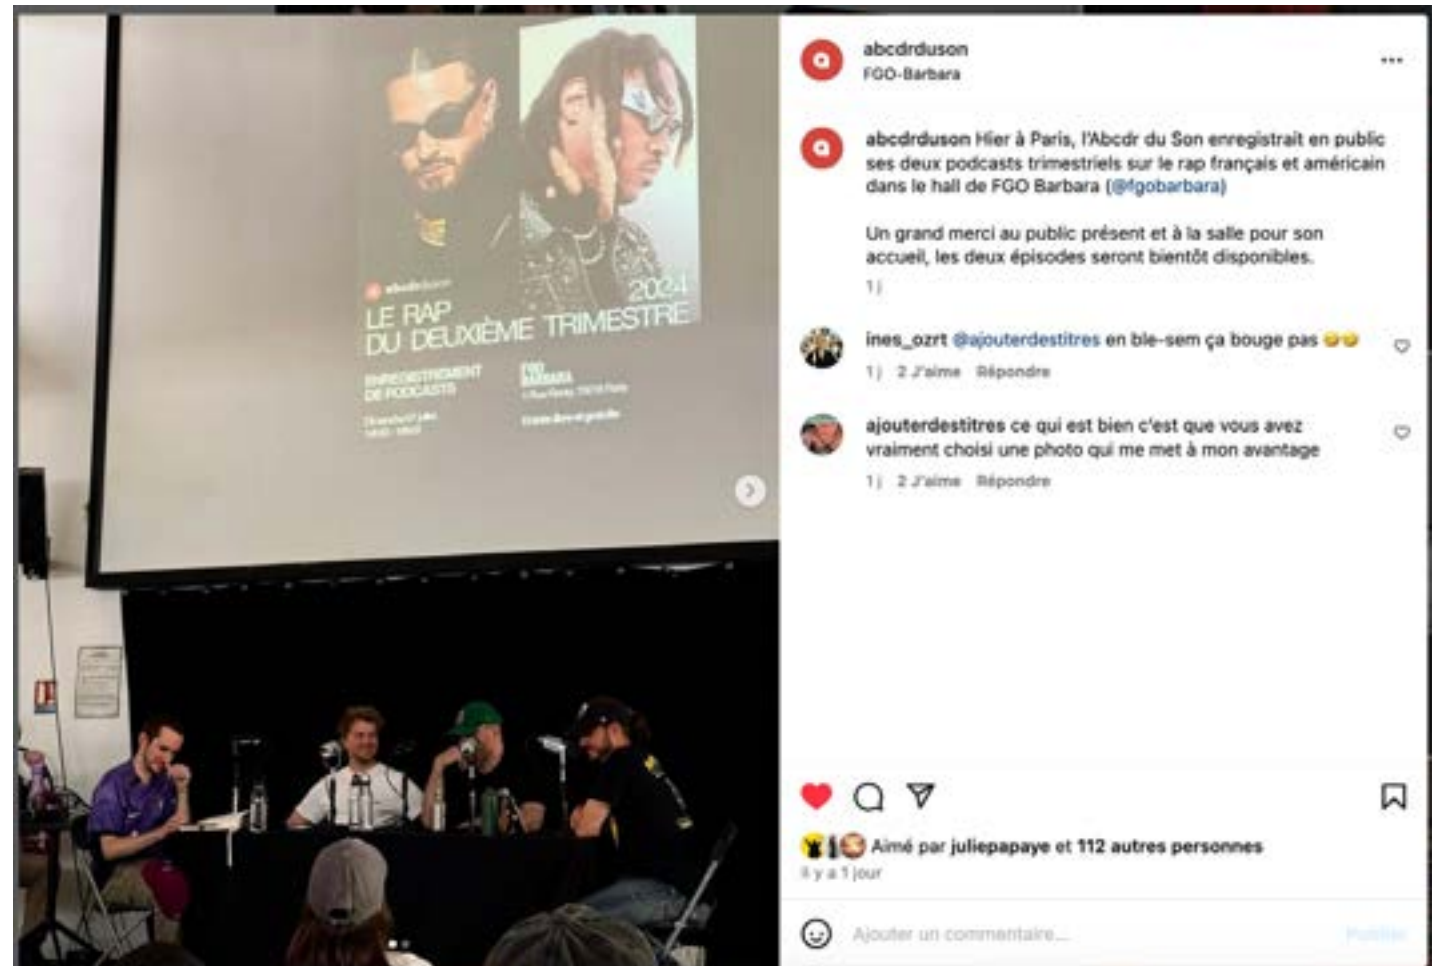 abcdrduson
LE RAP
DU DEUXIÈME TRIMESTRE
2024
ENREGISTREMENT
DE PODCASTS
FGO
BARBARA
abcdrduson
FGO-Barbara
abcdrduson Hier à Paris, l'Abcdr du Son enregistrait en public
ses deux podcasts trimestriels sur le rap français et américain
dans le hall de FGO Barbara (@fgobarbara)
Un grand merci au public présent et à la salle pour son
accueil, les deux épisodes seront bientôt disponibles.
1 j
ines_ozrt @ajouterdestitres en ble-sem ça bouge pas 🤣🤣
1 j 2 J'aime Répondre
ajouterdestitres ce qui est bien c'est que vous avez
vraiment choisi une photo qui me met à mon avantage
1 j 2 J'aime Répondre
Aimé par juliepapaye et 112 autres personnes
Il y a 1 jour
Ajouter un commentaire...
Publier